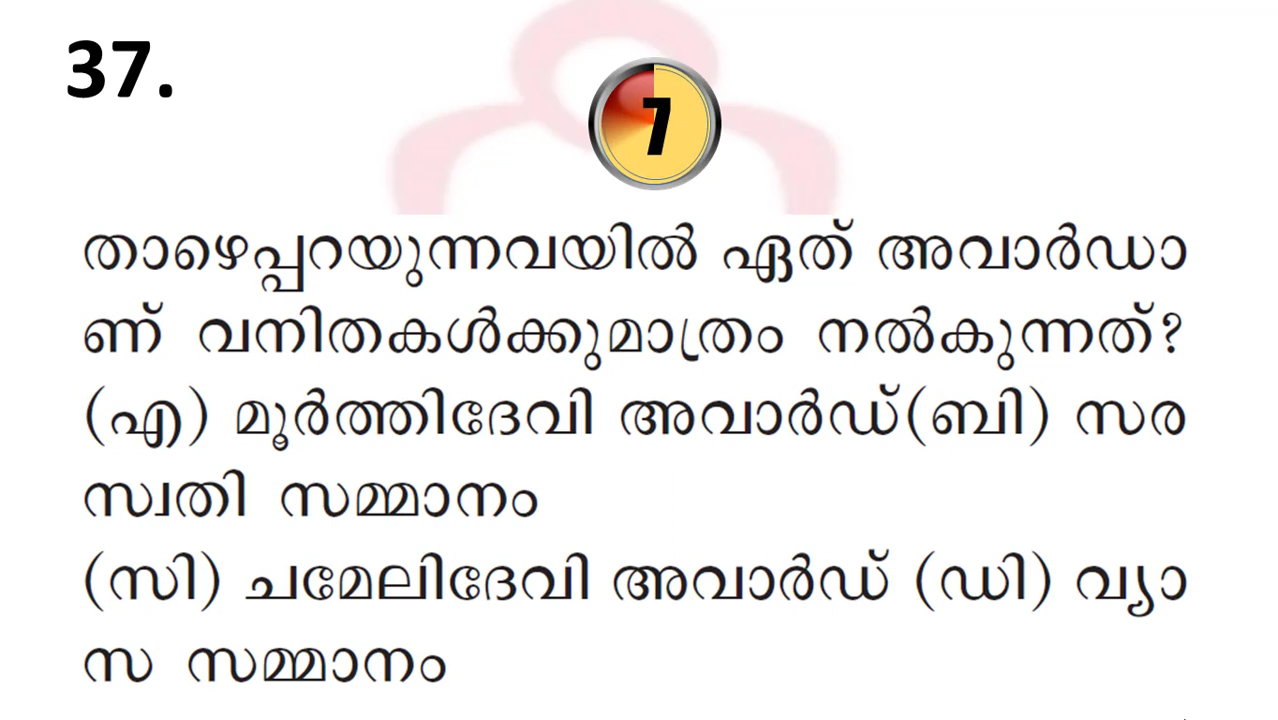 37.
7
താഴെപ്പറയുന്നവയിൽ ഏത് അവാർഡാ
ണ് വനിതകൾക്കുമാത്രം നൽകുന്നത്?
(എ) മൂർത്തിദേവി അവാർഡ്(ബി) സര
സ്വതി സമ്മാനം
(സി) ചമേലിദേവി അവാർഡ് (ഡി) വ്യാ
സ സമ്മാനം